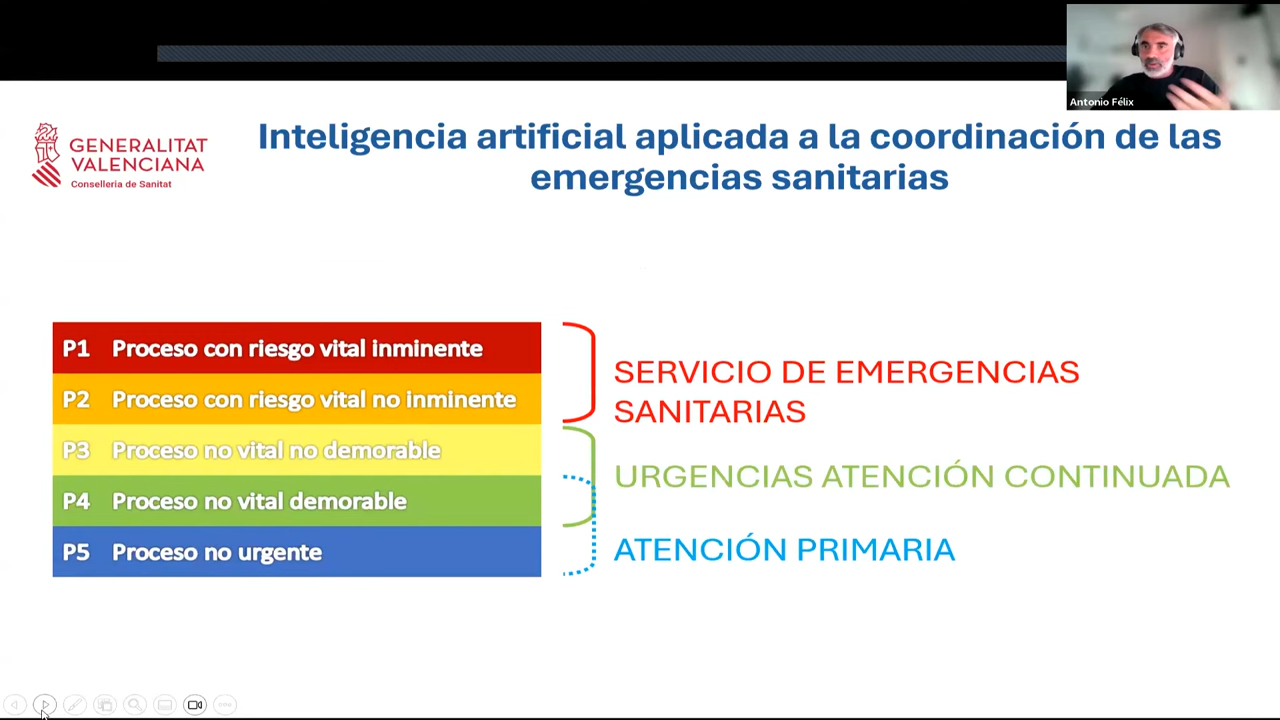 Antonio Félix
GENERALITAT
VALENCIANA
Conselleria de Sanitat
Inteligencia artificial aplicada a la coordinación de las
emergencias sanitarias
P1 Proceso con riesgo vital inminente
P2 Proceso con riesgo vital no inminente
P3 Proceso no vital no demorable
P4 Proceso no vital demorable
P5 Proceso no urgente
SERVICIO DE EMERGENCIAS
SANITARIAS
URGENCIAS ATENCIÓN CONTINUADA
ATENCIÓN PRIMARIA